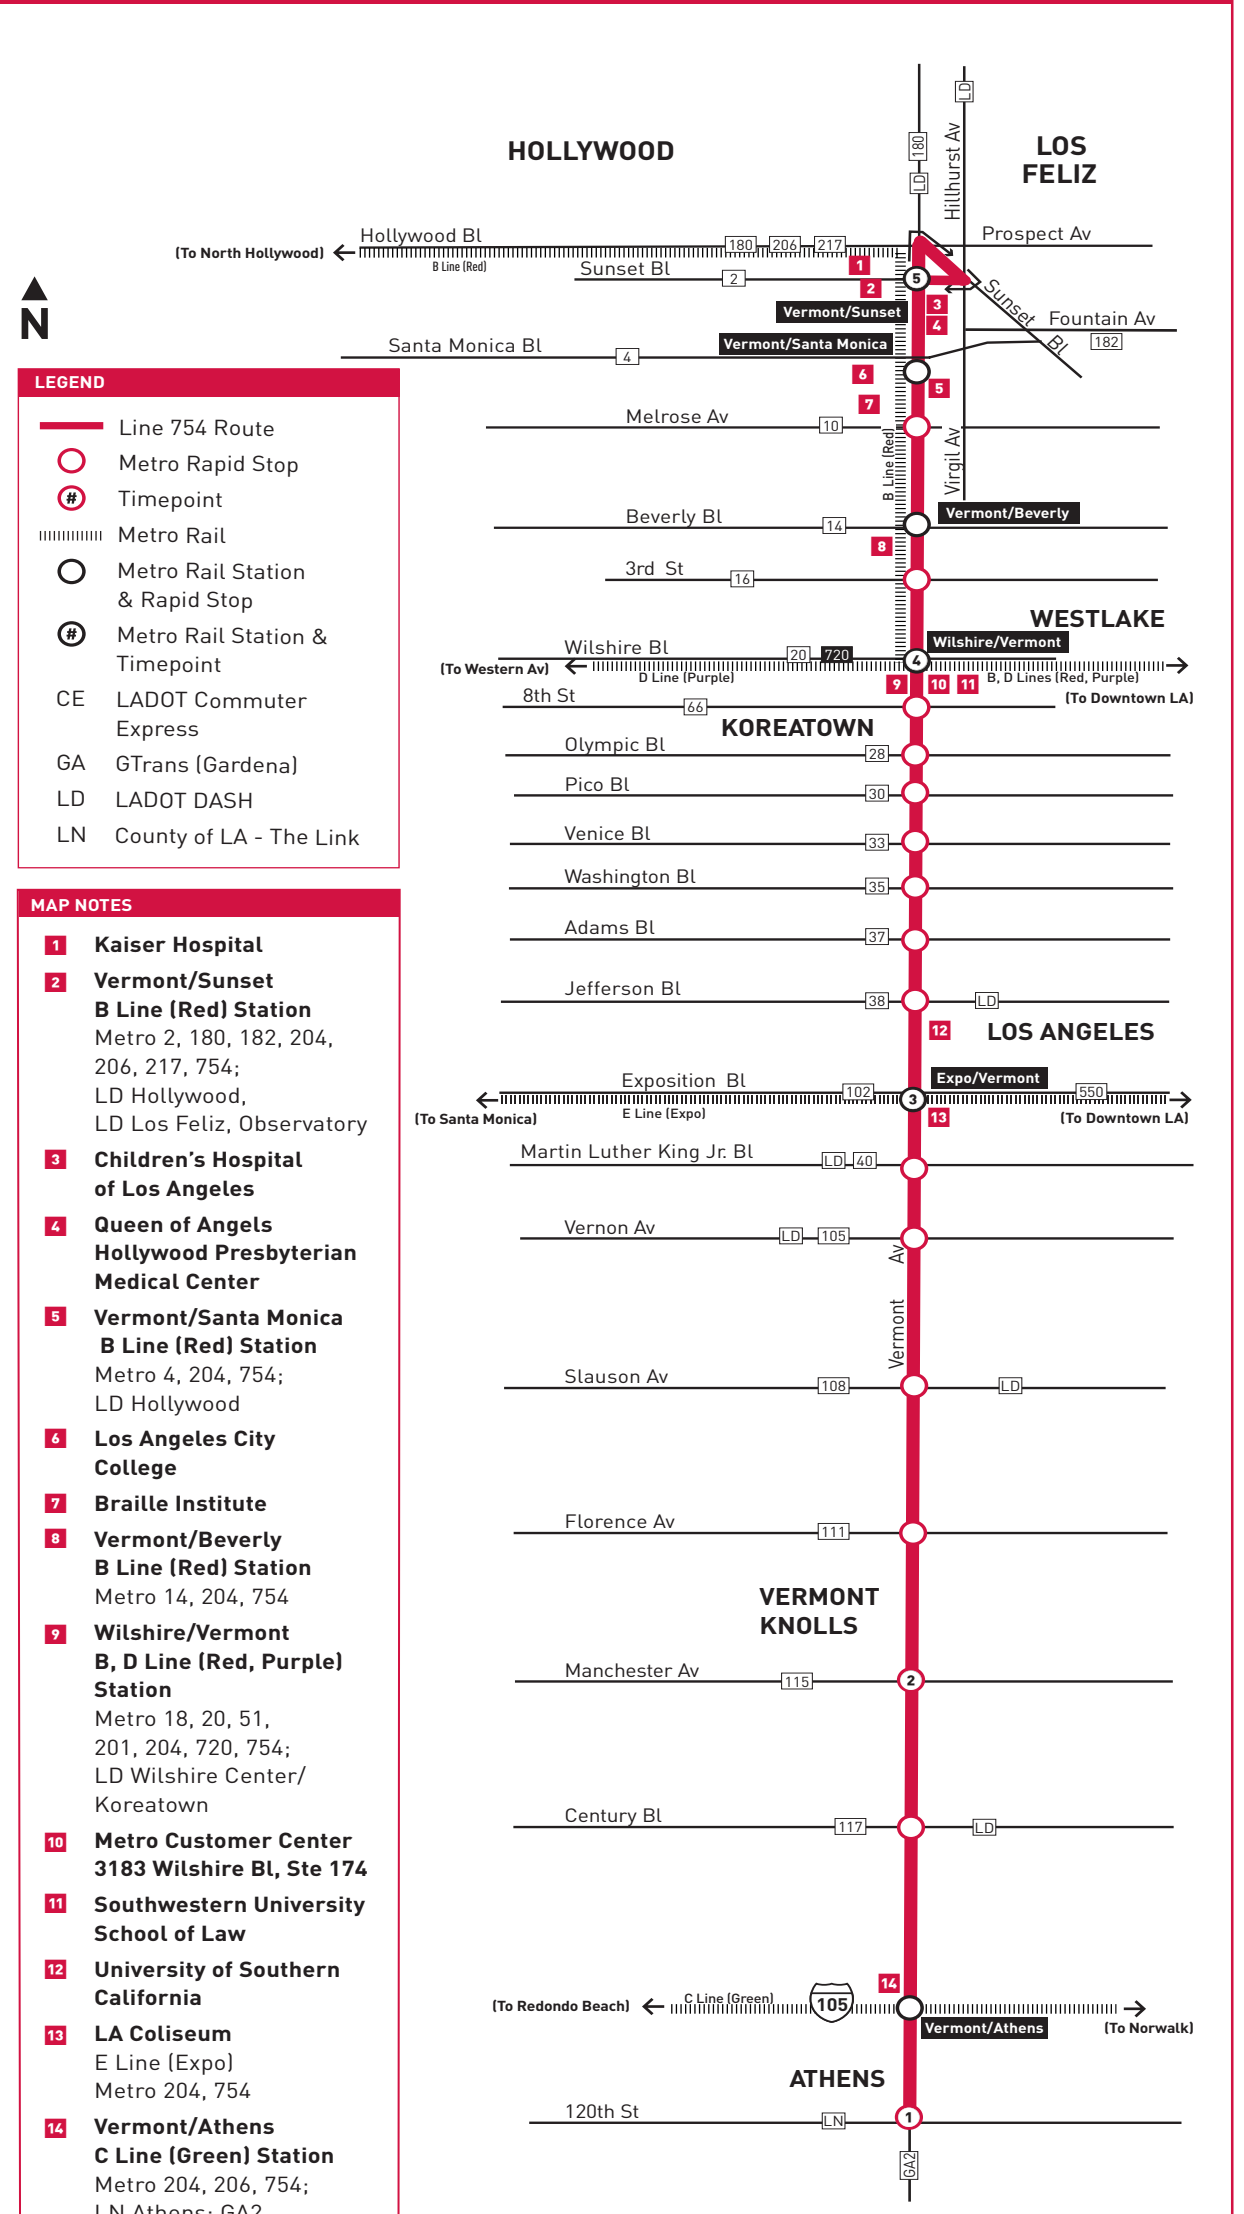 HOLLYWOOD
LOS
FELIZ
LD
180
LD
Hillhurst Av
Hollywood Bl
180
206
217
Prospect Av
(To North Hollywood)
B Line (Red)
Sunset Bl
2
1
2
5
3
4
Sunset Bl
Vermont/Sunset
Fountain Av
182
N
Santa Monica Bl
4
Vermont/Santa Monica
6
5
7
Melrose Av
10
B Line (Red)
Virgil Av
Beverly Bl
14
Vermont/Beverly
8
3rd St
16
WESTLAKE
Wilshire Bl
20
720
4
Wilshire/Vermont
(To Western Av)
D Line (Purple)
B, D Lines (Red, Purple)
9
10
11
(To Downtown LA)
8th St
66
KOREATOWN
Olympic Bl
28
Pico Bl
30
Venice Bl
33
Washington Bl
35
Adams Bl
37
Jefferson Bl
38
LD
12
LOS ANGELES
Exposition Bl
102
3
Expo/Vermont
550
(To Santa Monica)
E Line (Expo)
13
(To Downtown LA)
Martin Luther King Jr. Bl
LD
40
Vernon Av
LD
105
Vermont Av
Slauson Av
108
LD
Florence Av
111
VERMONT
KNOLLS
Manchester Av
115
2
Century Bl
117
LD
14
(To Redondo Beach)
C Line (Green)
105
Vermont/Athens
(To Norwalk)
ATHENS
120th St
LN
1
GA2
LEGEND
Line 754 Route
Metro Rapid Stop
# Timepoint
Metro Rail
Metro Rail Station
& Rapid Stop
# Metro Rail Station &
Timepoint
CE LADOT Commuter
Express
GA GTrans (Gardena)
LD LADOT DASH
LN County of LA - The Link
MAP NOTES
1 Kaiser Hospital
2 Vermont/Sunset
B Line (Red) Station
Metro 2, 180, 182, 204,
206, 217, 754;
LD Hollywood,
LD Los Feliz, Observatory
3 Children's Hospital
of Los Angeles
4 Queen of Angels
Hollywood Presbyterian
Medical Center
5 Vermont/Santa Monica
B Line (Red) Station
Metro 4, 204, 754;
LD Hollywood
6 Los Angeles City
College
7 Braille Institute
8 Vermont/Beverly
B Line (Red) Station
Metro 14, 204, 754
9 Wilshire/Vermont
B, D Line (Red, Purple)
Station
Metro 18, 20, 51,
201, 204, 720, 754;
LD Wilshire Center/
Koreatown
10 Metro Customer Center
3183 Wilshire Bl, Ste 174
11 Southwestern University
School of Law
12 University of Southern
California
13 LA Coliseum
E Line (Expo)
Metro 204, 754
14 Vermont/Athens
C Line (Green) Station
Metro 204, 206, 754;
LN Athens; GA2